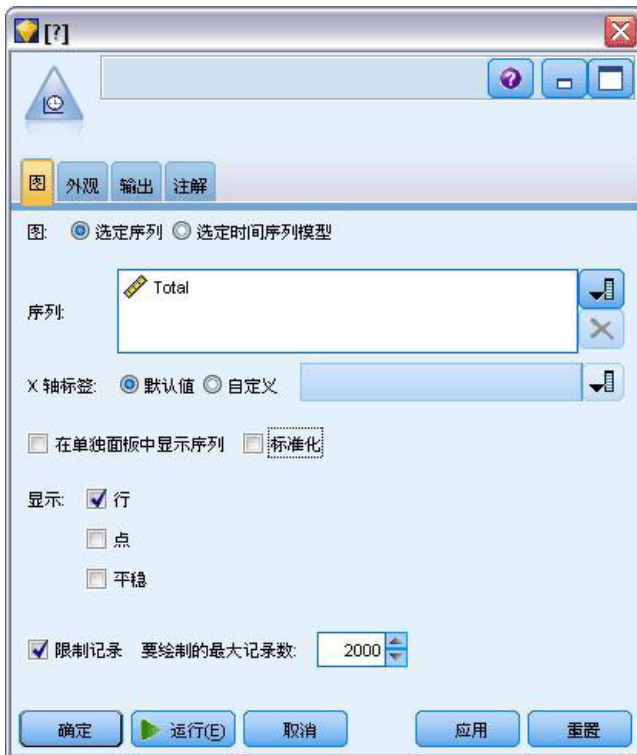 [?]
图 外观 输出 注解
图: 选定序列 选定时间序列模型
序列: Total
X 轴标签: 默认值 自定义
在单独面板中显示序列 标准化
显示: 行
点
平稳
限制记录 要绘制的最大记录数: 2000
确定 运行(E) 取消 应用 重置